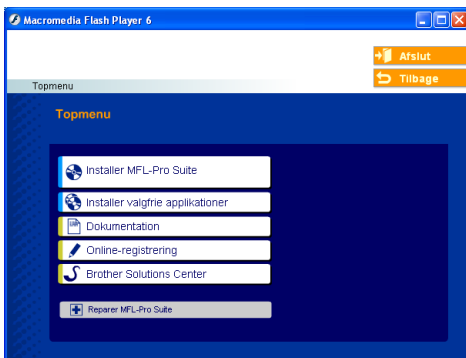 Macromedia Flash Player 6
Afslut
Tilbage
Topmenu
Topmenu
Installer MFL-Pro Suite
Installer valgfrie applikationer
Dokumentation
Online-registrering
Brother Solutions Center
Reparer MFL-Pro Suite